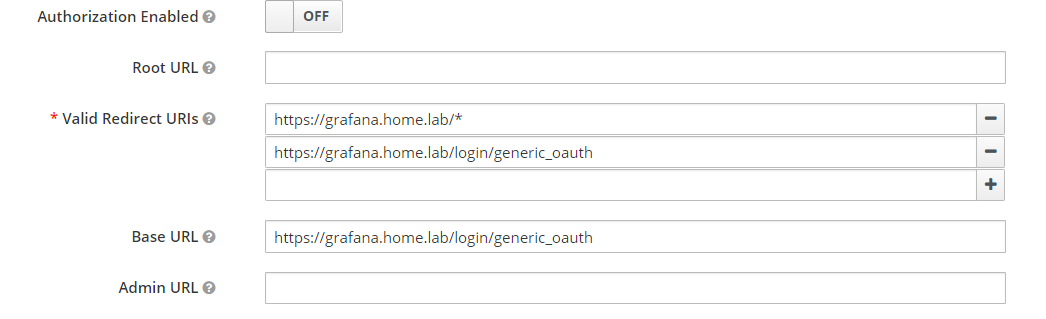 Authorization Enabled
OFF
Root URL
* Valid Redirect URIs
https://grafana.home.lab/*
https://grafana.home.lab/login/generic_oauth
Base URL
https://grafana.home.lab/login/generic_oauth
Admin URL